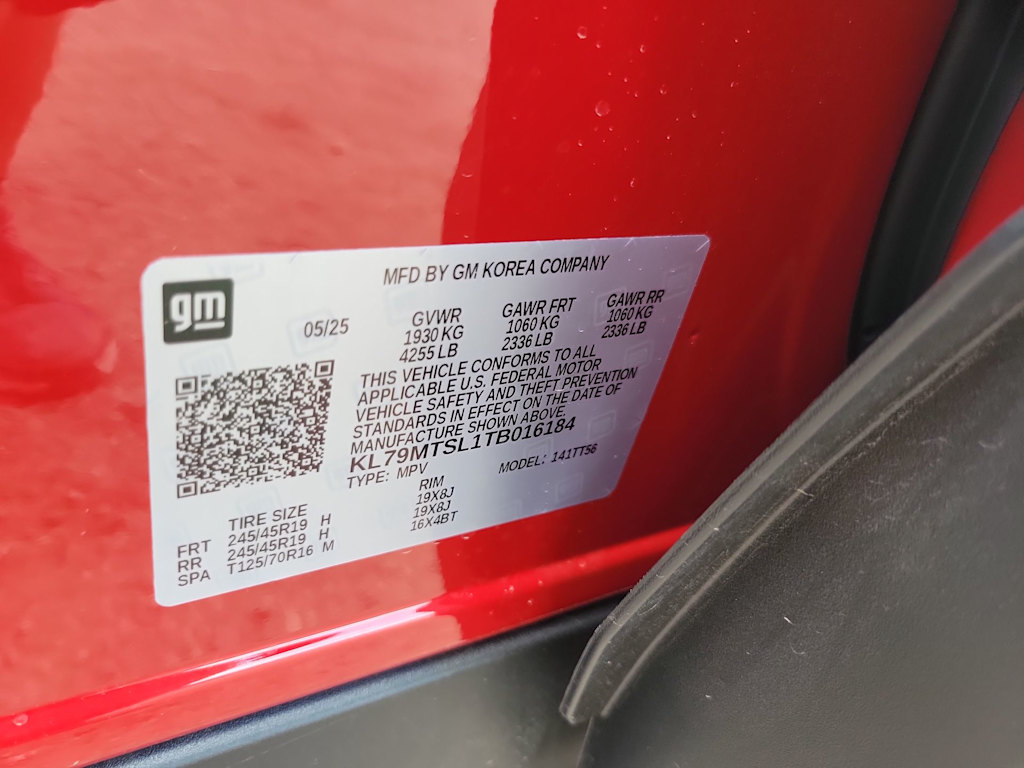 MFD BY GM KOREA COMPANY
gm
05/25
GVWR GAWR FRT GAWR RR
1930 KG 1060 KG 1060 KG
4255 LB 2336 LB 2336 LB
THIS VEHICLE CONFORMS TO ALL
APPLICABLE U.S. FEDERAL MOTOR
VEHICLE SAFETY AND THEFT PREVENTION
STANDARDS IN EFFECT ON THE DATE OF
MANUFACTURE SHOWN ABOVE.
KL79MTSL1TB016184
TYPE: MPV MODEL: 141TT56
TIRE SIZE RIM
FRT 245/45R19 H 19X8J
RR 245/45R19 H 19X8J
SPA T125/70R16 M 16X4BT